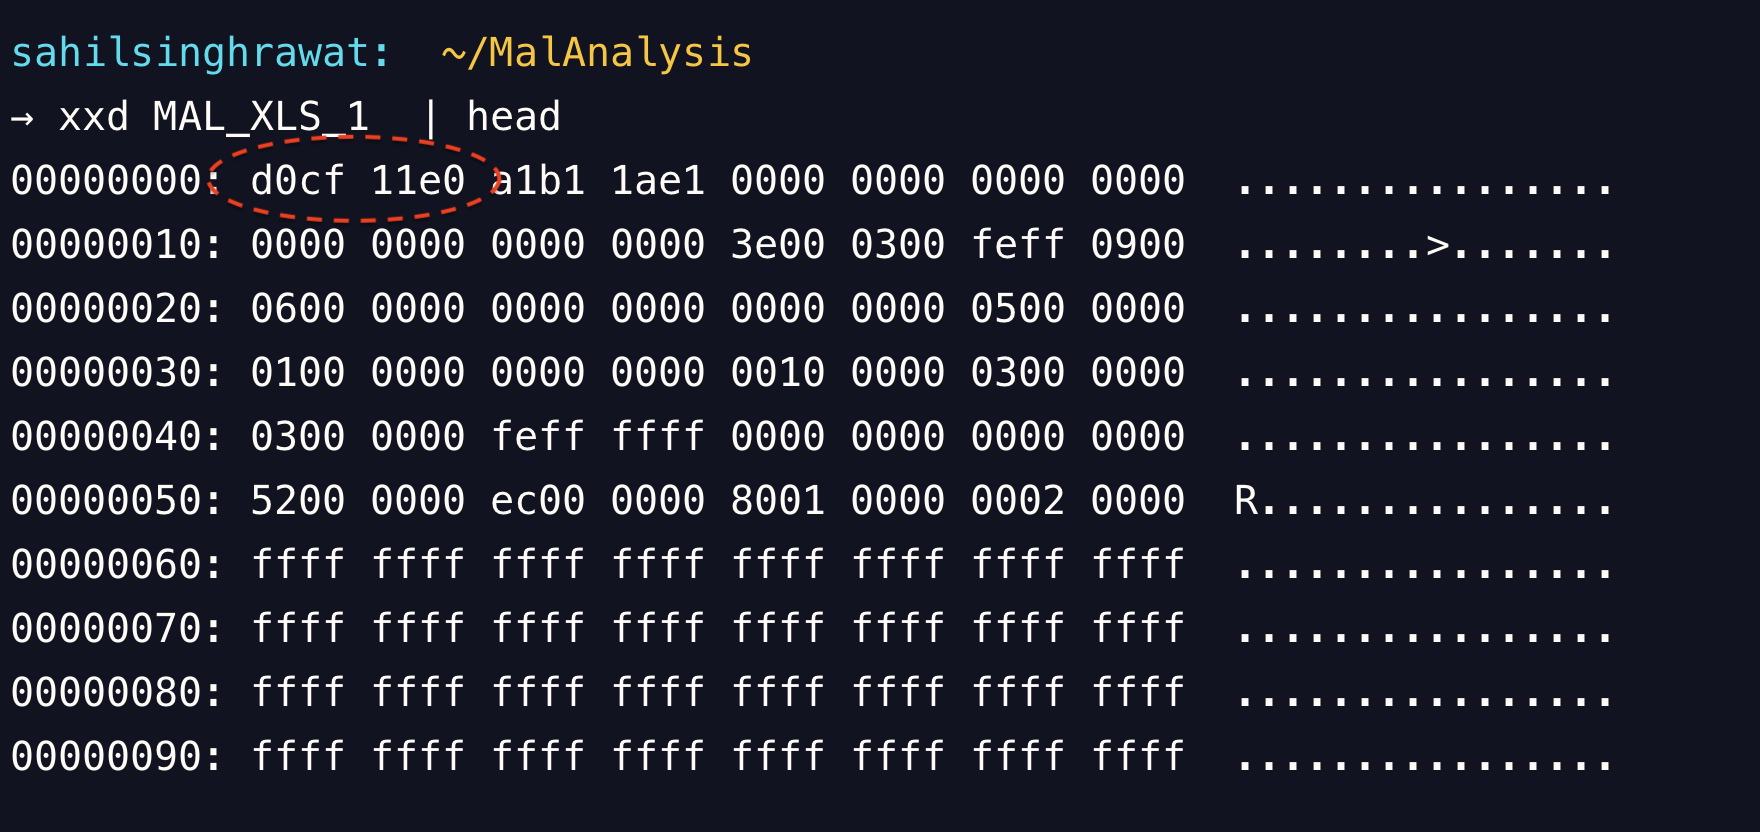 sahilsinghrawat:  ~/MalAnalysis
→ xxd MAL_XLS_1  | head
00000000: d0cf 11e0 a1b1 1ae1 0000 0000 0000 0000  ................
00000010: 0000 0000 0000 0000 3e00 0300 feff 0900  ........>.......
00000020: 0600 0000 0000 0000 0000 0000 0500 0000  ................
00000030: 0100 0000 0000 0000 0010 0000 0300 0000  ................
00000040: 0300 0000 feff ffff 0000 0000 0000 0000  ................
00000050: 5200 0000 ec00 0000 8001 0000 0002 0000  R...............
00000060: ffff ffff ffff ffff ffff ffff ffff ffff  ................
00000070: ffff ffff ffff ffff ffff ffff ffff ffff  ................
00000080: ffff ffff ffff ffff ffff ffff ffff ffff  ................
00000090: ffff ffff ffff ffff ffff ffff ffff ffff  ................